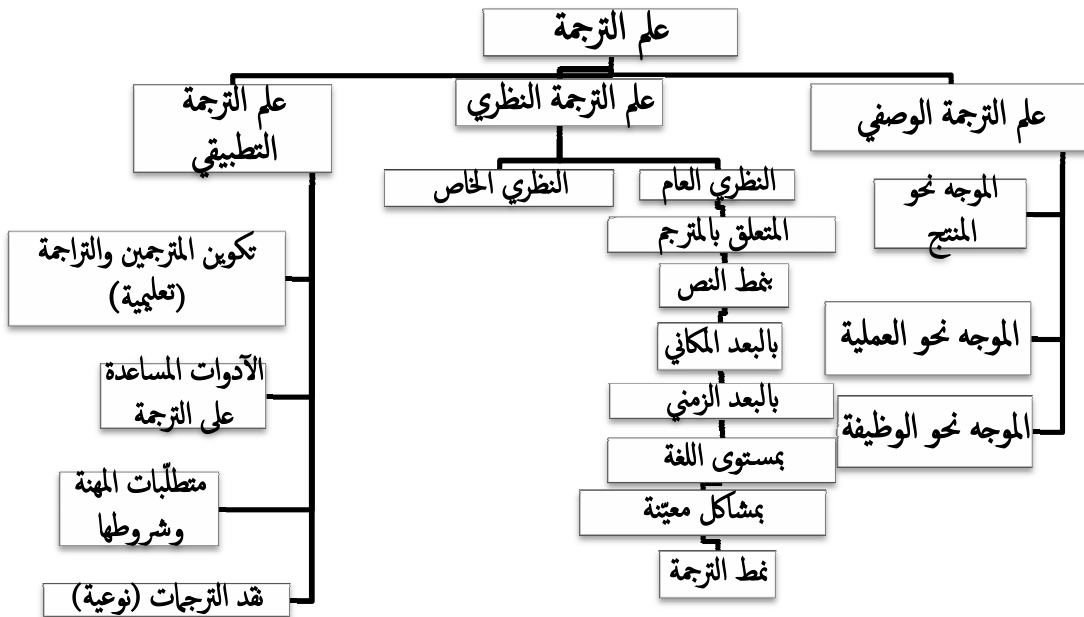 علم الترجمة
علم الترجمة الوصفي
الموجه نحو
المنتج
الموجه نحو العملية
الموجه نحو الوظيفة
علم الترجمة النظري
النظري العام
المتعلق بالمترجم
بنمط النص
بالبعد المكاني
بالبعد الزمني
بمستوى اللغة
بمشاكل معيّنة
نمط الترجمة
النظري الخاص
علم الترجمة
التطبيقي
تكوين المترجمين والتراجمة
(تعليمية)
الآدوات المساعدة
على الترجمة
متطلّبات المهنة
وشروطها
نقد الترجمات (نوعية)